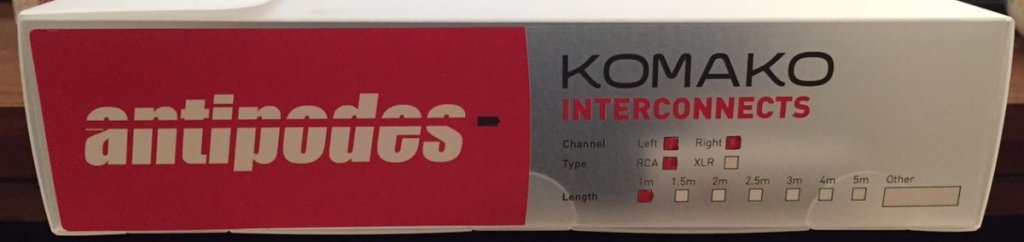 antipodes
KOMAKO
INTERCONNECTS
Channel Left Right
Type RCA XLR
Length 1m 1.5m 2m 2.5m 3m 4m 5m Other